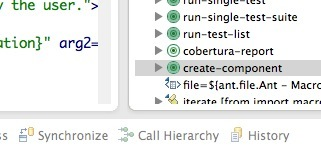 y the user.">
run-single-test
run-single-test-suite
run-test-list
ation}" arg2=
cobertura-report
create-component
file=${ant.file.Ant - Macro
iterate [from import macro
s
Synchronize
Call Hierarchy
History